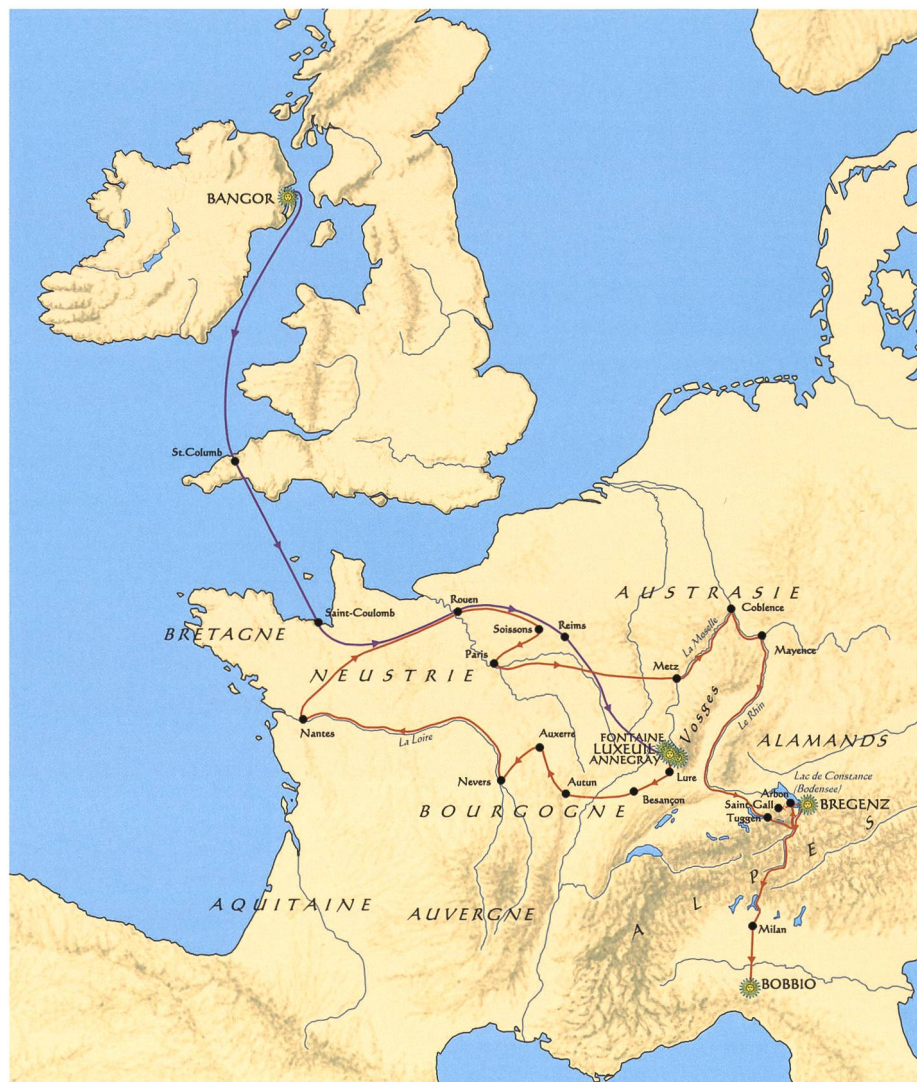 BANGOR
St.Columb
AUSTRASIE
Coblence
Rouen
Saint-Coulomb
BRETAGNE
Soissons
Reims
La Moselle
Mayence
Paris
Metz
NEUSTRIE
Vosges
Le Rhin
Nantes
La Loire
Auxerre
FONTAINE
LUXEUIL
ANNEGRAY
ALAMANDS
Lure
Nevers
Autun
Besançon
BOURGOGNE
Lac de Constance
(Bodensee)
Arbon
BREGENZ
Saint-Gall
Tuggen
ALPES
AQUITAINE
AUVERGNE
Milan
BOBBIO